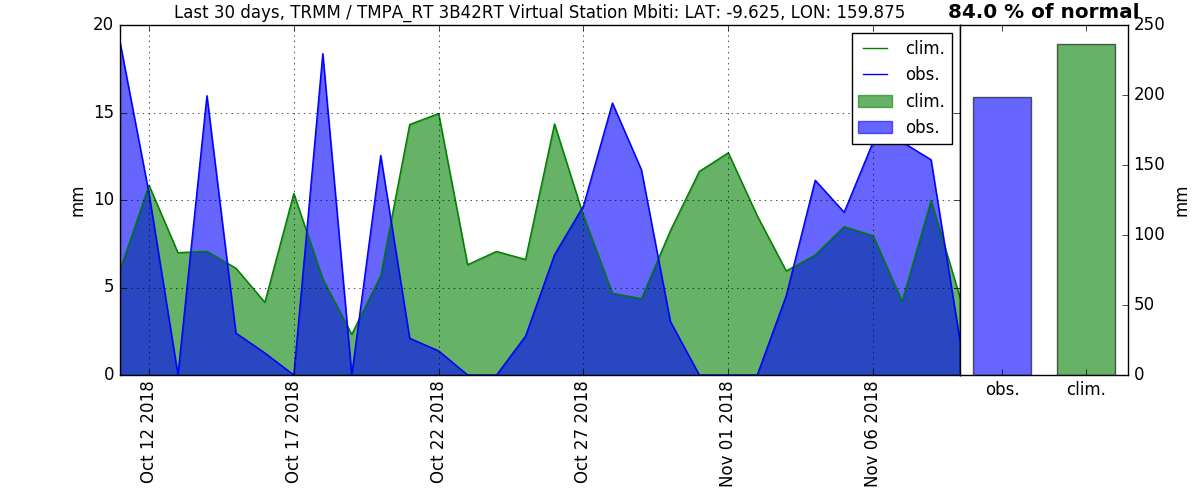 Last 30 days, TRMM / TMPA_RT 3B42RT Virtual Station Mbiti: LAT: -9.625, LON: 159.875
84.0 % of normal
20
15
10
5
0
mm
clim.
obs.
clim.
obs.
250
200
150
100
50
0
mm
Oct 12 2018
Oct 17 2018
Oct 22 2018
Oct 27 2018
Nov 01 2018
Nov 06 2018
obs.
clim.